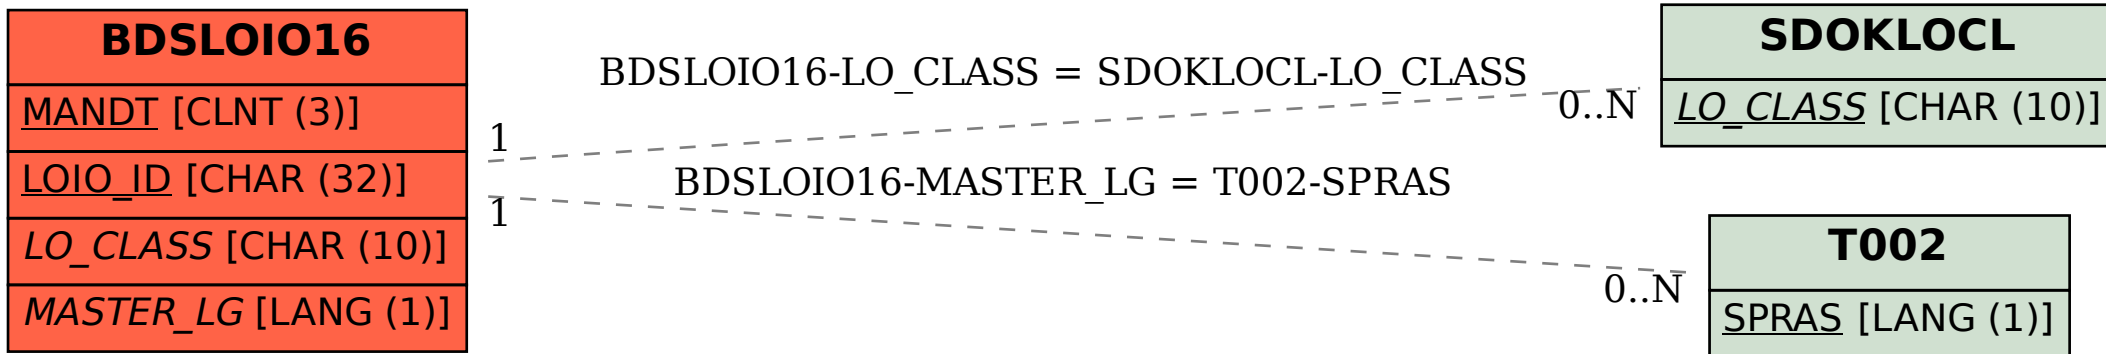 BDSLOIO16
MANDT [CLNT (3)]
LOIO_ID [CHAR (32)]
LO_CLASS [CHAR (10)]
MASTER_LG [LANG (1)]
BDSLOIO16-LO_CLASS = SDOKLOCL-LO_CLASS
1
0..N
BDSLOIO16-MASTER_LG = T002-SPRAS
1
0..N
SDOKLOCL
LO_CLASS [CHAR (10)]
T002
SPRAS [LANG (1)]